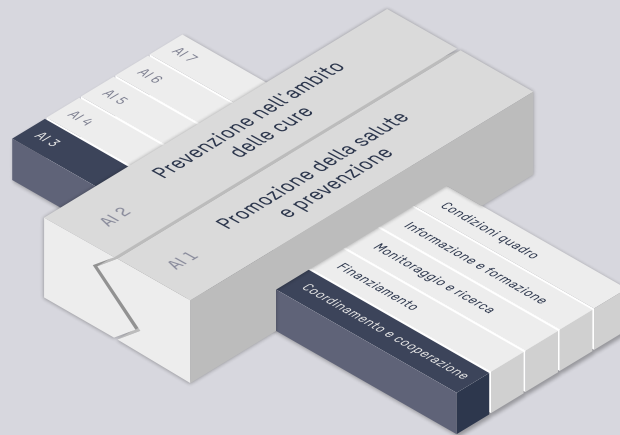 AI 7
AI 6
AI 5
AI 4
AI 3
AI 2
Prevenzione nell'ambito
delle cure
AI 1
Promozione della salute
e prevenzione
Condizioni quadro
Informazione e formazione
Monitoraggio e ricerca
Finanziamento
Coordinamento e cooperazione